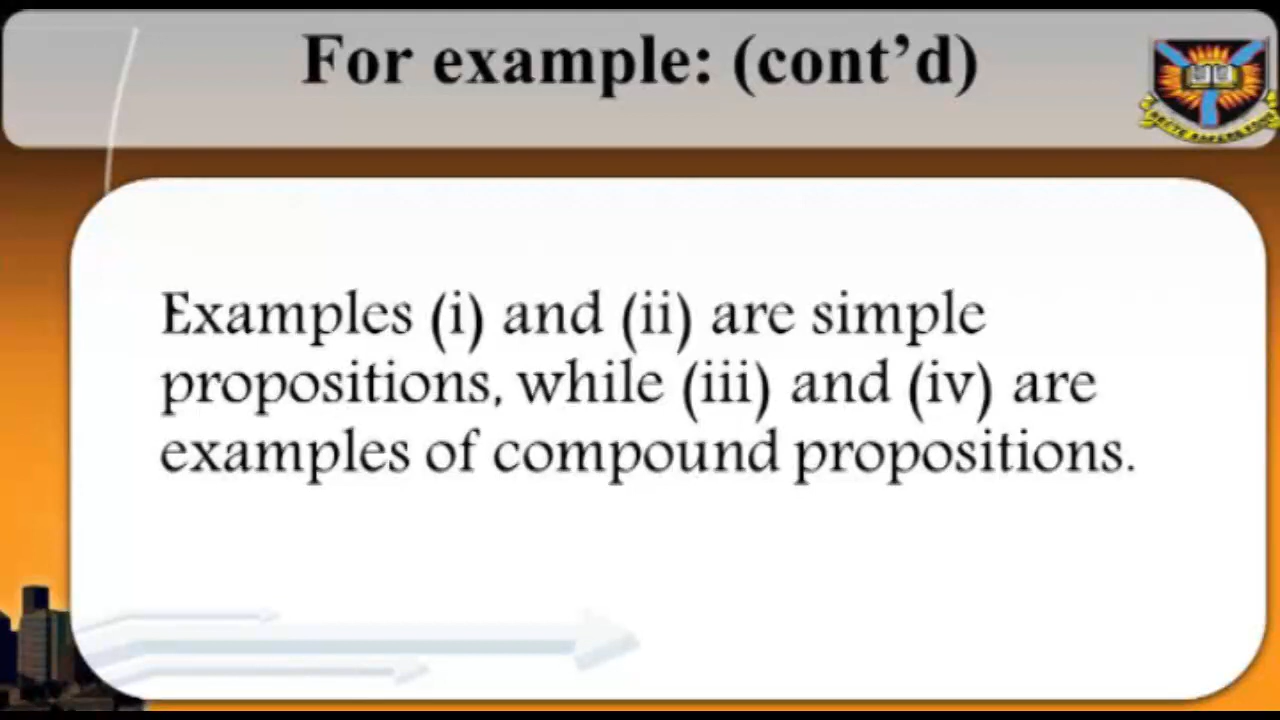 For example: (cont’d)
Examples (i) and (ii) are simple
propositions, while (iii) and (iv) are
examples of compound propositions.